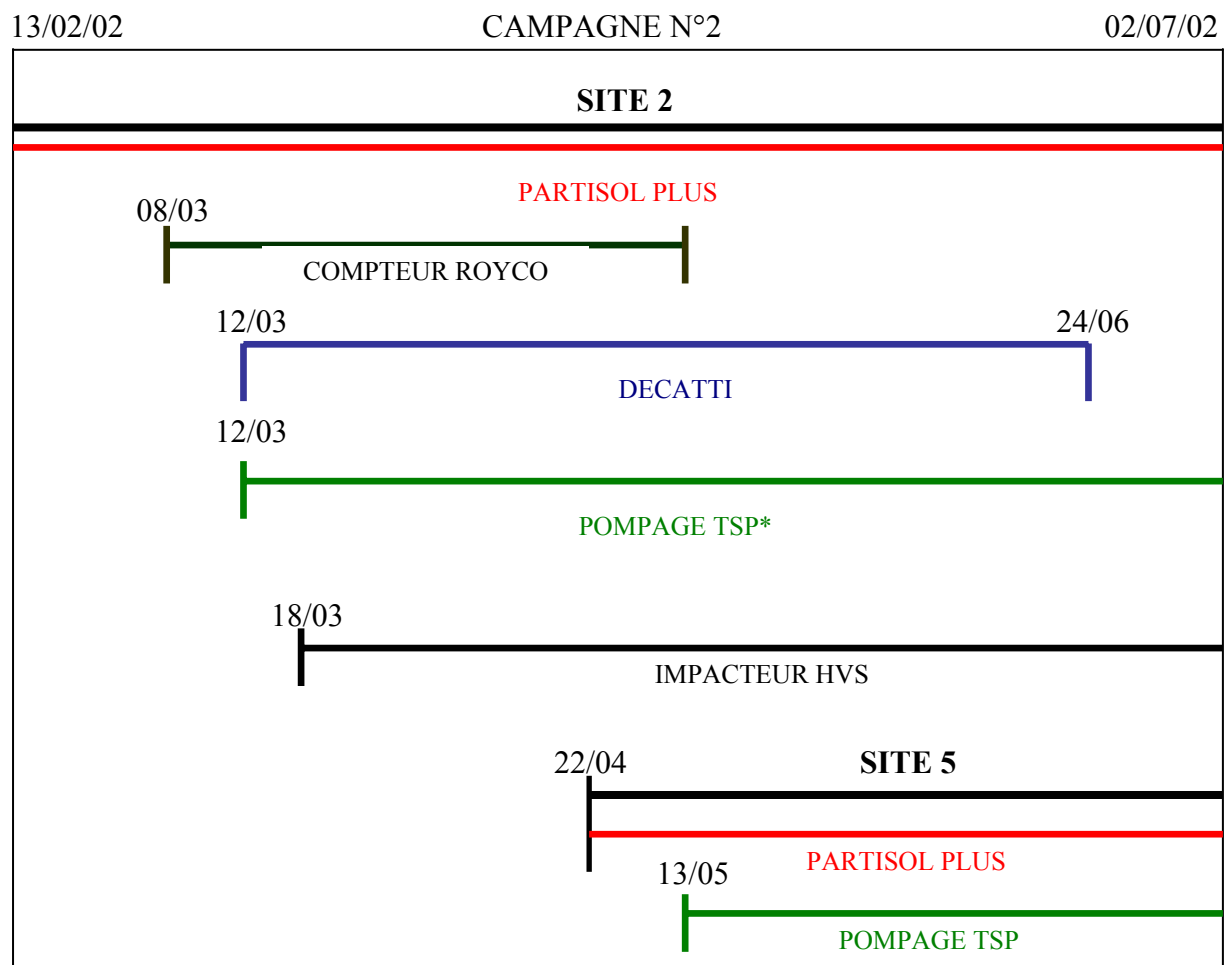 13/02/02 CAMPAGNE N°2 02/07/02
SITE 2
PARTISOL PLUS
08/03
COMPTEUR ROYCO
12/03 24/06
DECATTI
12/03
POMPAGE TSP*
18/03
IMPACTEUR HVS
22/04 SITE 5
PARTISOL PLUS
13/05
POMPAGE TSP